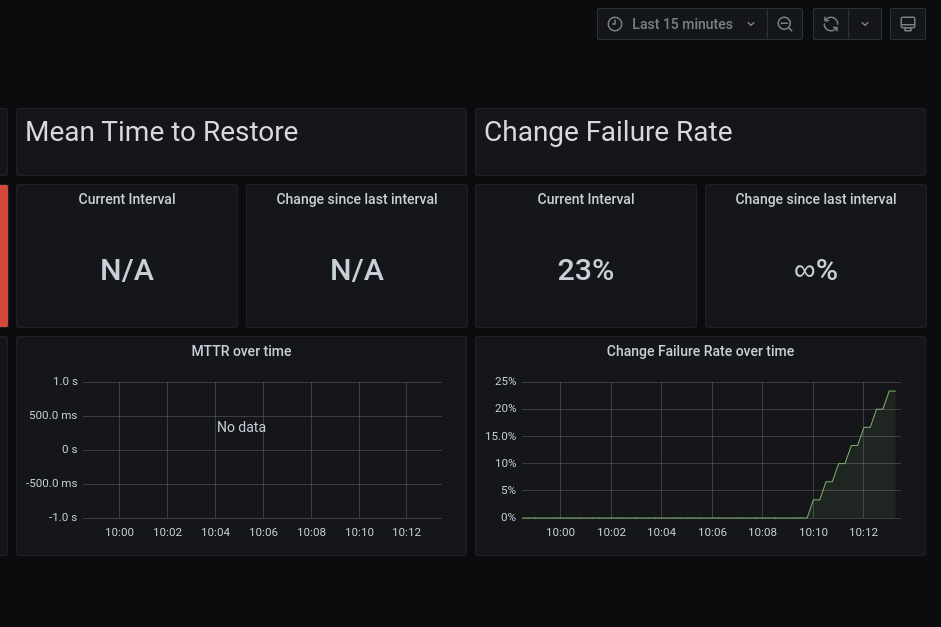 Last 15 minutes
Mean Time to Restore
Change Failure Rate
Current Interval
N/A
Change since last interval
N/A
Current Interval
23%
Change since last interval
∞%
MTTR over time
1.0 s
500.0 ms
0 s
-500.0 ms
-1.0 s
No data
10:00 10:02 10:04 10:06 10:08 10:10 10:12
Change Failure Rate over time
25%
20%
15.0%
10%
5%
0%
10:00 10:02 10:04 10:06 10:08 10:10 10:12